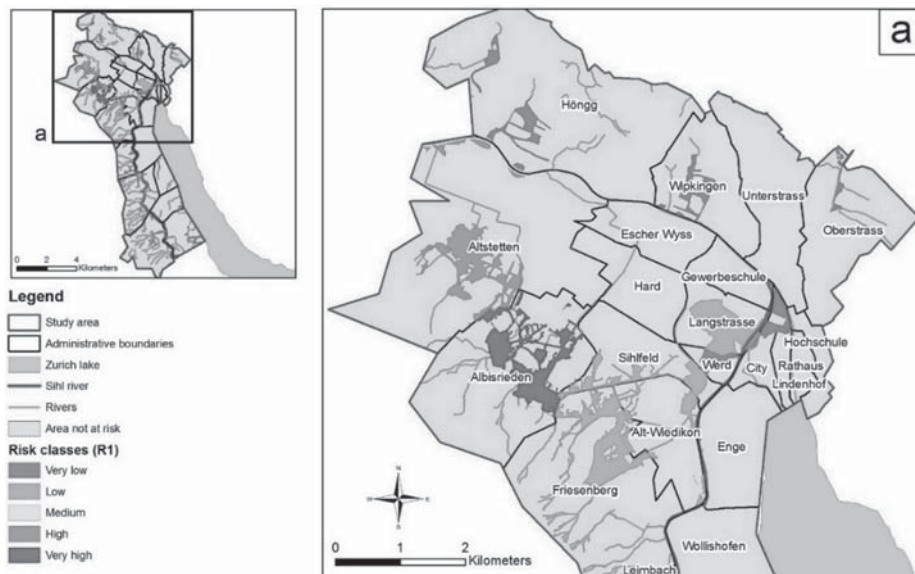 a
0 2 4
Kilometers
Legend
Study area
Administrative boundaries
Zurich lake
Sihl river
Rivers
Area not at risk
Risk classes (R1)
Very low
Low
Medium
High
Very high
a
Höngg
Wipkingen
Unterstrass
Oberstrass
Escher Wyss
Altstetten
Hard
Gewerbeschule
Langstrasse
Hochschule
Sihlfeld
Werd
City
Rathaus
Lindenhof
Albisrieden
Alt-Wiedikon
Enge
Friesenberg
Wollishofen
Leimbach
N
W
E
S
0 1 2
Kilometers